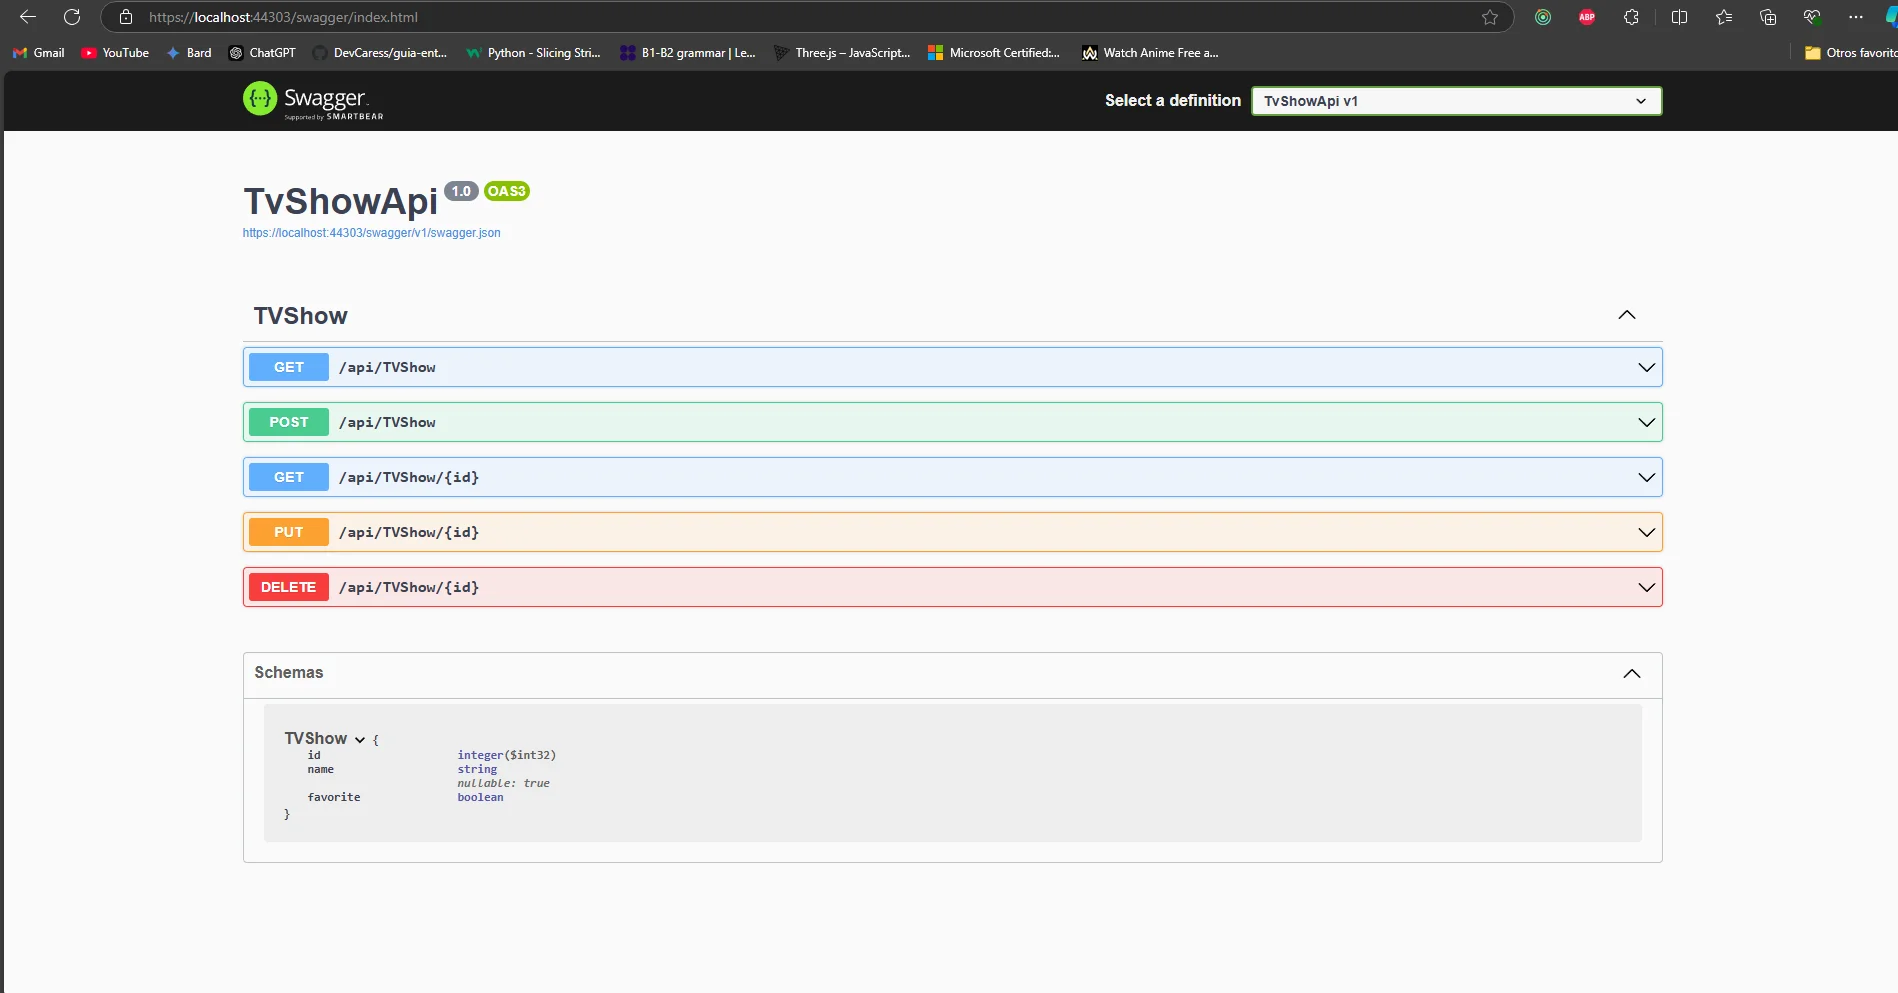 https://localhost:44303/swagger/index.html
ABP
Gmail YouTube Bard ChatGPT DevCaress/guia-ent... Python - Slicing Stri... B1-B2 grammar | Le... Three.js – JavaScript... Microsoft Certified:... Watch Anime Free a... Otros favorito
Swagger. Select a definition TvShowApi v1
Supported by SMARTBEAR
TvShowApi 1.0 OAS3
https://localhost:44303/swagger/v1/swagger.json
TVShow
GET /api/TVShow
POST /api/TVShow
GET /api/TVShow/{id}
PUT /api/TVShow/{id}
DELETE /api/TVShow/{id}
Schemas
TVShow {
id integer($int32)
name string
nullable: true
favorite boolean
}